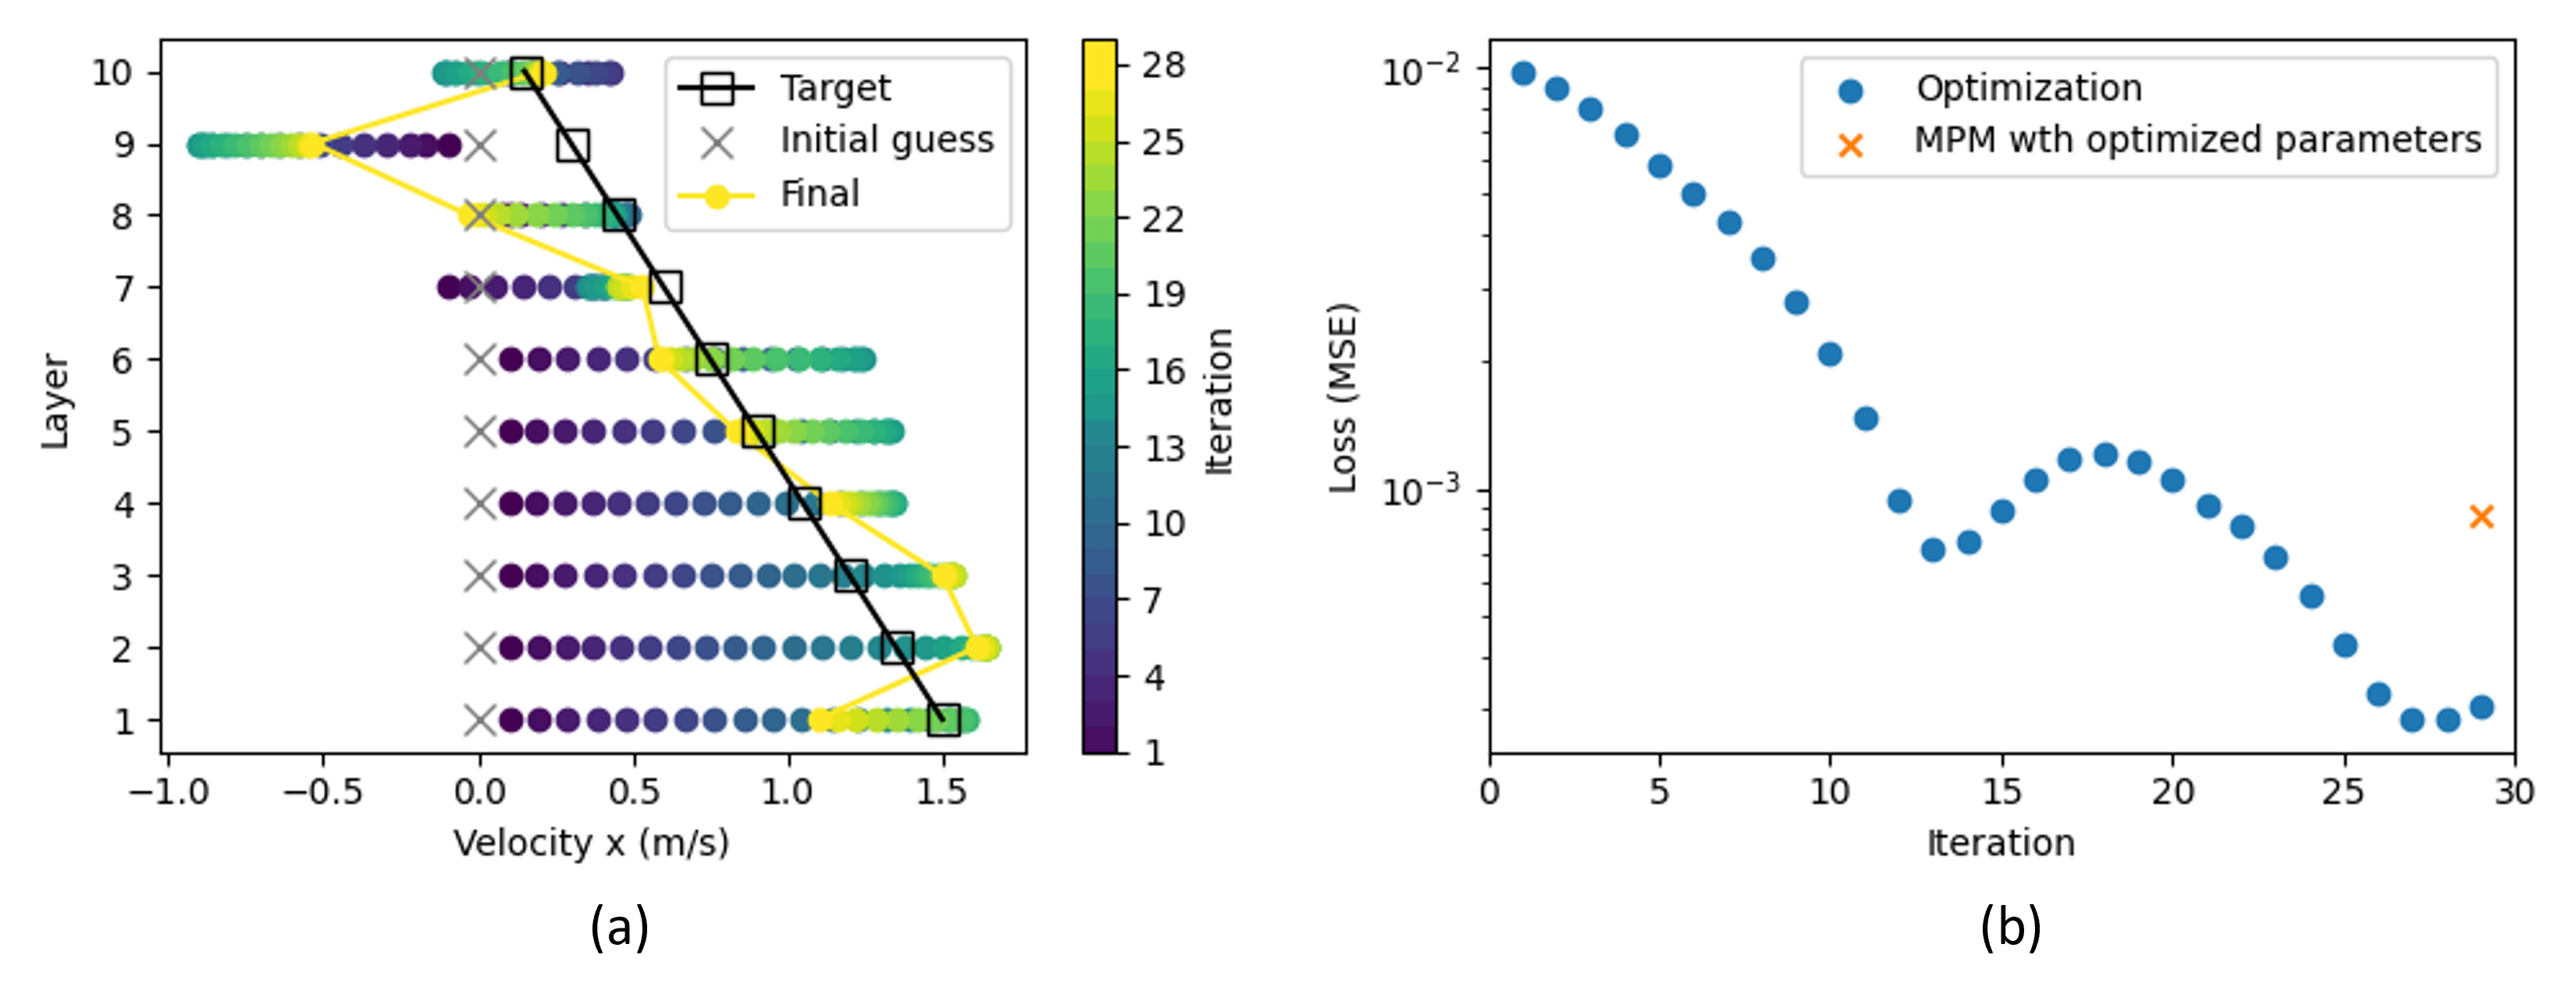 10
9
8
7
6
5
4
3
2
1
Layer
−1.0 −0.5 0.0 0.5 1.0 1.5
Velocity x (m/s)
Target
Initial guess
Final
28
25
22
19
16
13
10
7
4
1
Iteration
(a)
10⁻²
10⁻³
Loss (MSE)
Optimization
MPM wth optimized parameters
0 5 10 15 20 25 30
Iteration
(b)